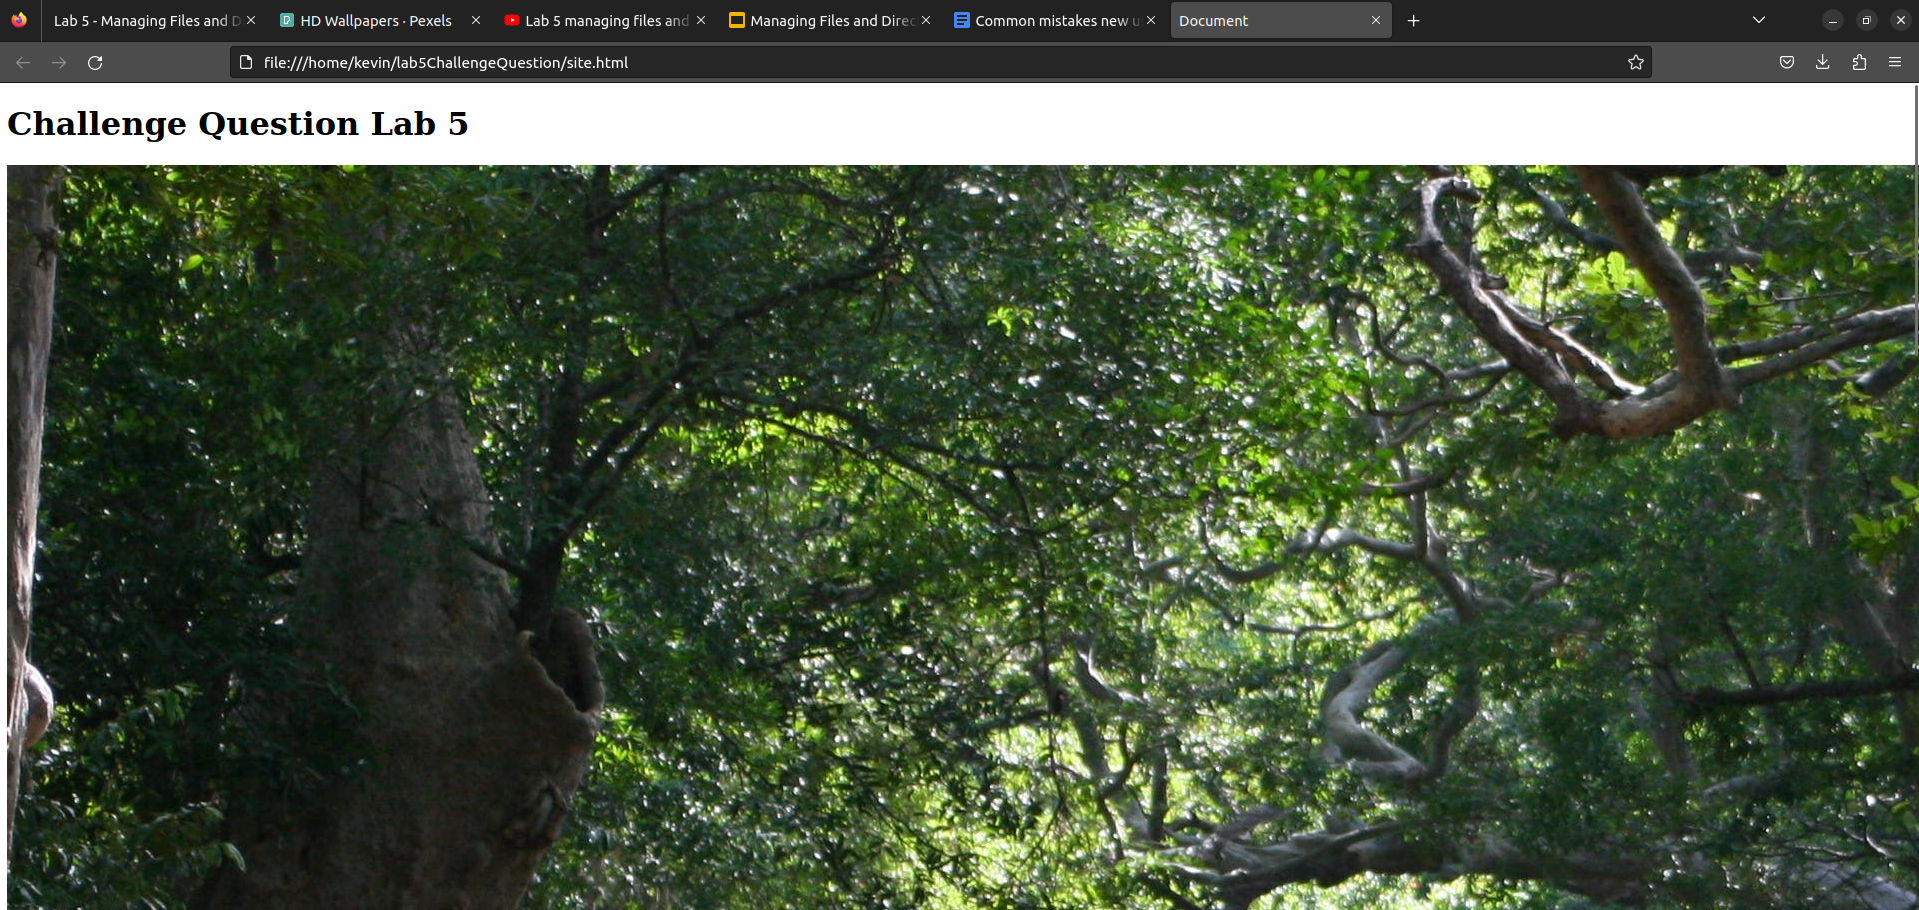 Lab 5 - Managing Files and D
HD Wallpapers · Pexels
Lab 5 managing files and
Managing Files and Direc
Common mistakes new u
Document
file:///home/kevin/lab5ChallengeQuestion/site.html
Challenge Question Lab 5